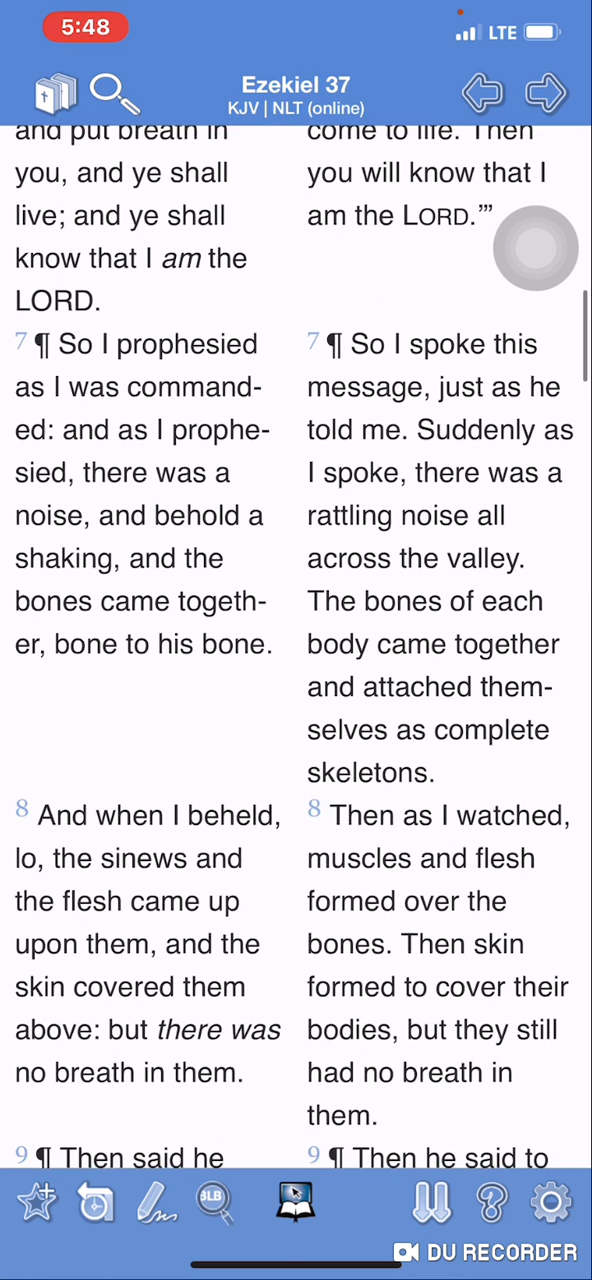 5:48
LTE
Ezekiel 37
KJV | NLT (online)
and put breath in
you, and ye shall
live; and ye shall
know that I am the
LORD.
7 ¶ So I prophesied
as I was command-
ed: and as I prophe-
sied, there was a
noise, and behold a
shaking, and the
bones came togeth-
er, bone to his bone.
8 And when I beheld,
lo, the sinews and
the flesh came up
upon them, and the
skin covered them
above: but there was
no breath in them.
9 ¶ Then said he
come to life. Then
you will know that I
am the LORD.’”
7 ¶ So I spoke this
message, just as he
told me. Suddenly as
I spoke, there was a
rattling noise all
across the valley.
The bones of each
body came together
and attached them-
selves as complete
skeletons.
8 Then as I watched,
muscles and flesh
formed over the
bones. Then skin
formed to cover their
bodies, but they still
had no breath in
them.
9 ¶ Then he said to
BLB
DU RECORDER